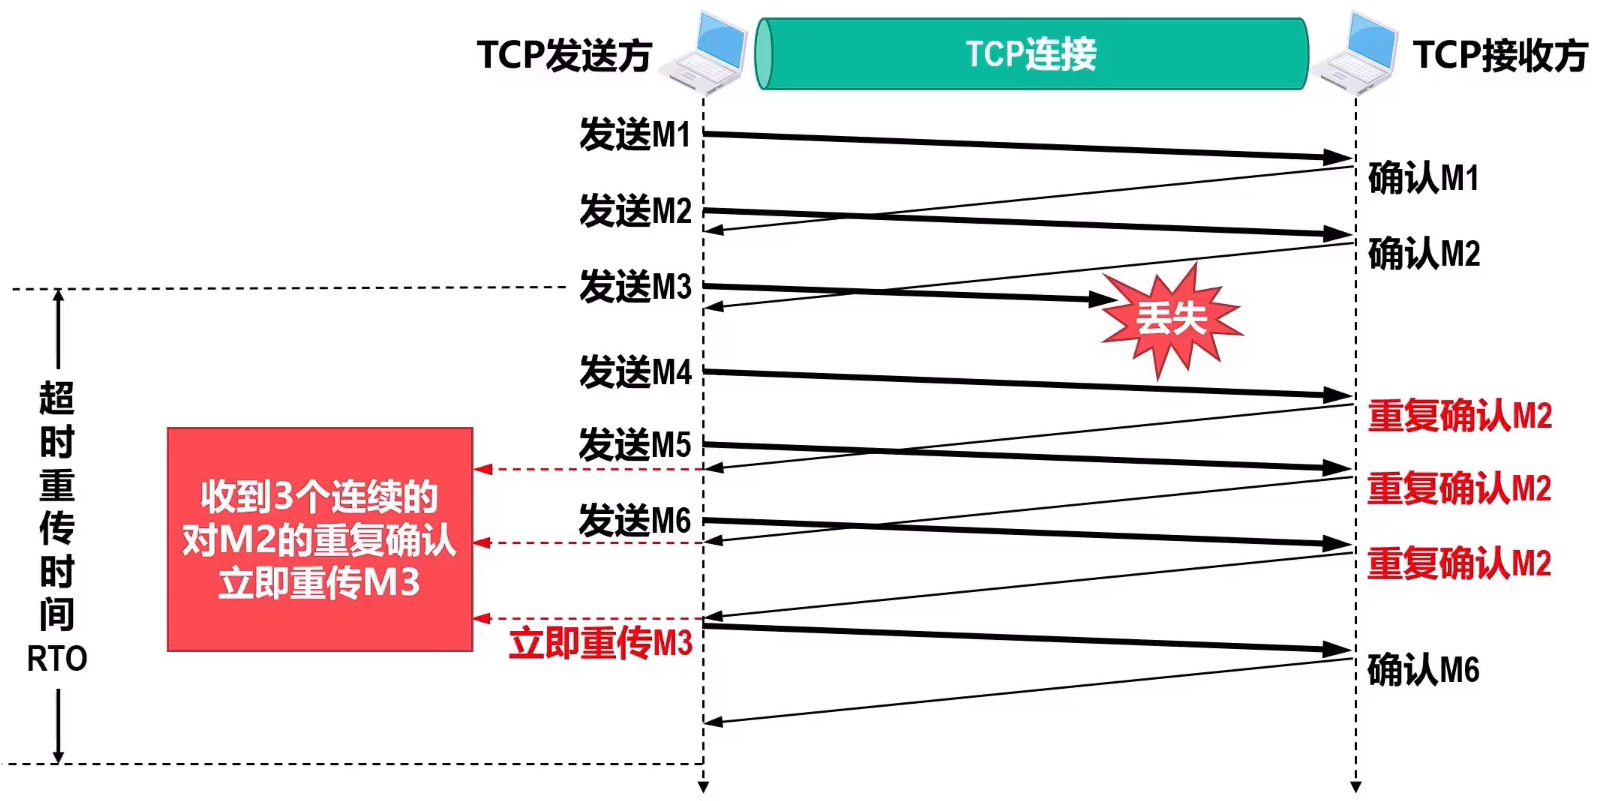 TCP发送方
TCP连接
TCP接收方
发送M1
确认M1
发送M2
确认M2
发送M3
丢失
发送M4
重复确认M2
发送M5
重复确认M2
发送M6
重复确认M2
超时重传时间
RTO
收到3个连续的
对M2的重复确认
立即重传M3
立即重传M3
确认M6